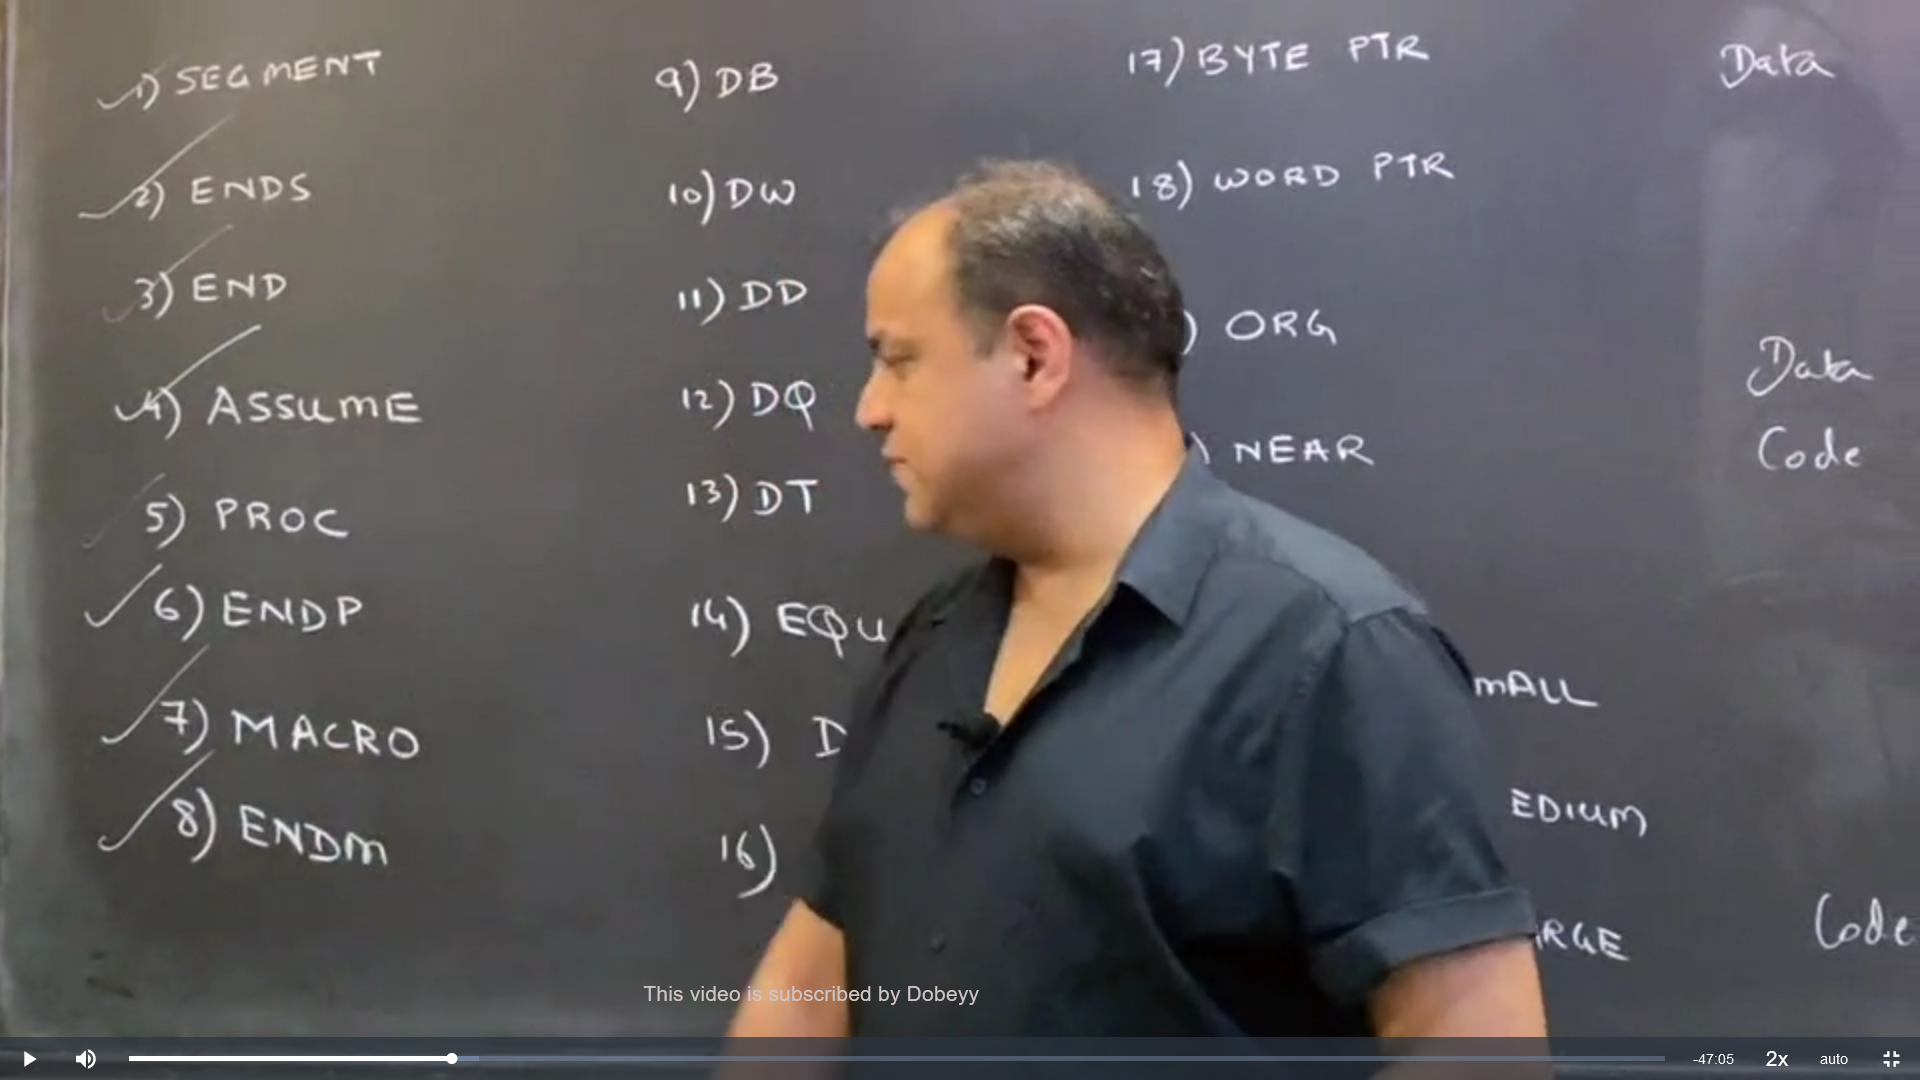 1) SEGMENT
2) ENDS
3) END
4) ASSUME
5) PROC
6) ENDP
7) MACRO
8) ENDM
9) DB
10) DW
11) DD
12) DQ
13) DT
14) EQU
15) D
16)
17) BYTE PTR
18) WORD PTR
) ORG
) NEAR
mALL
EDIUM
RGE
Data
Data
Code
Code
This video is subscribed by Dobeyy
-47:05
2x
auto